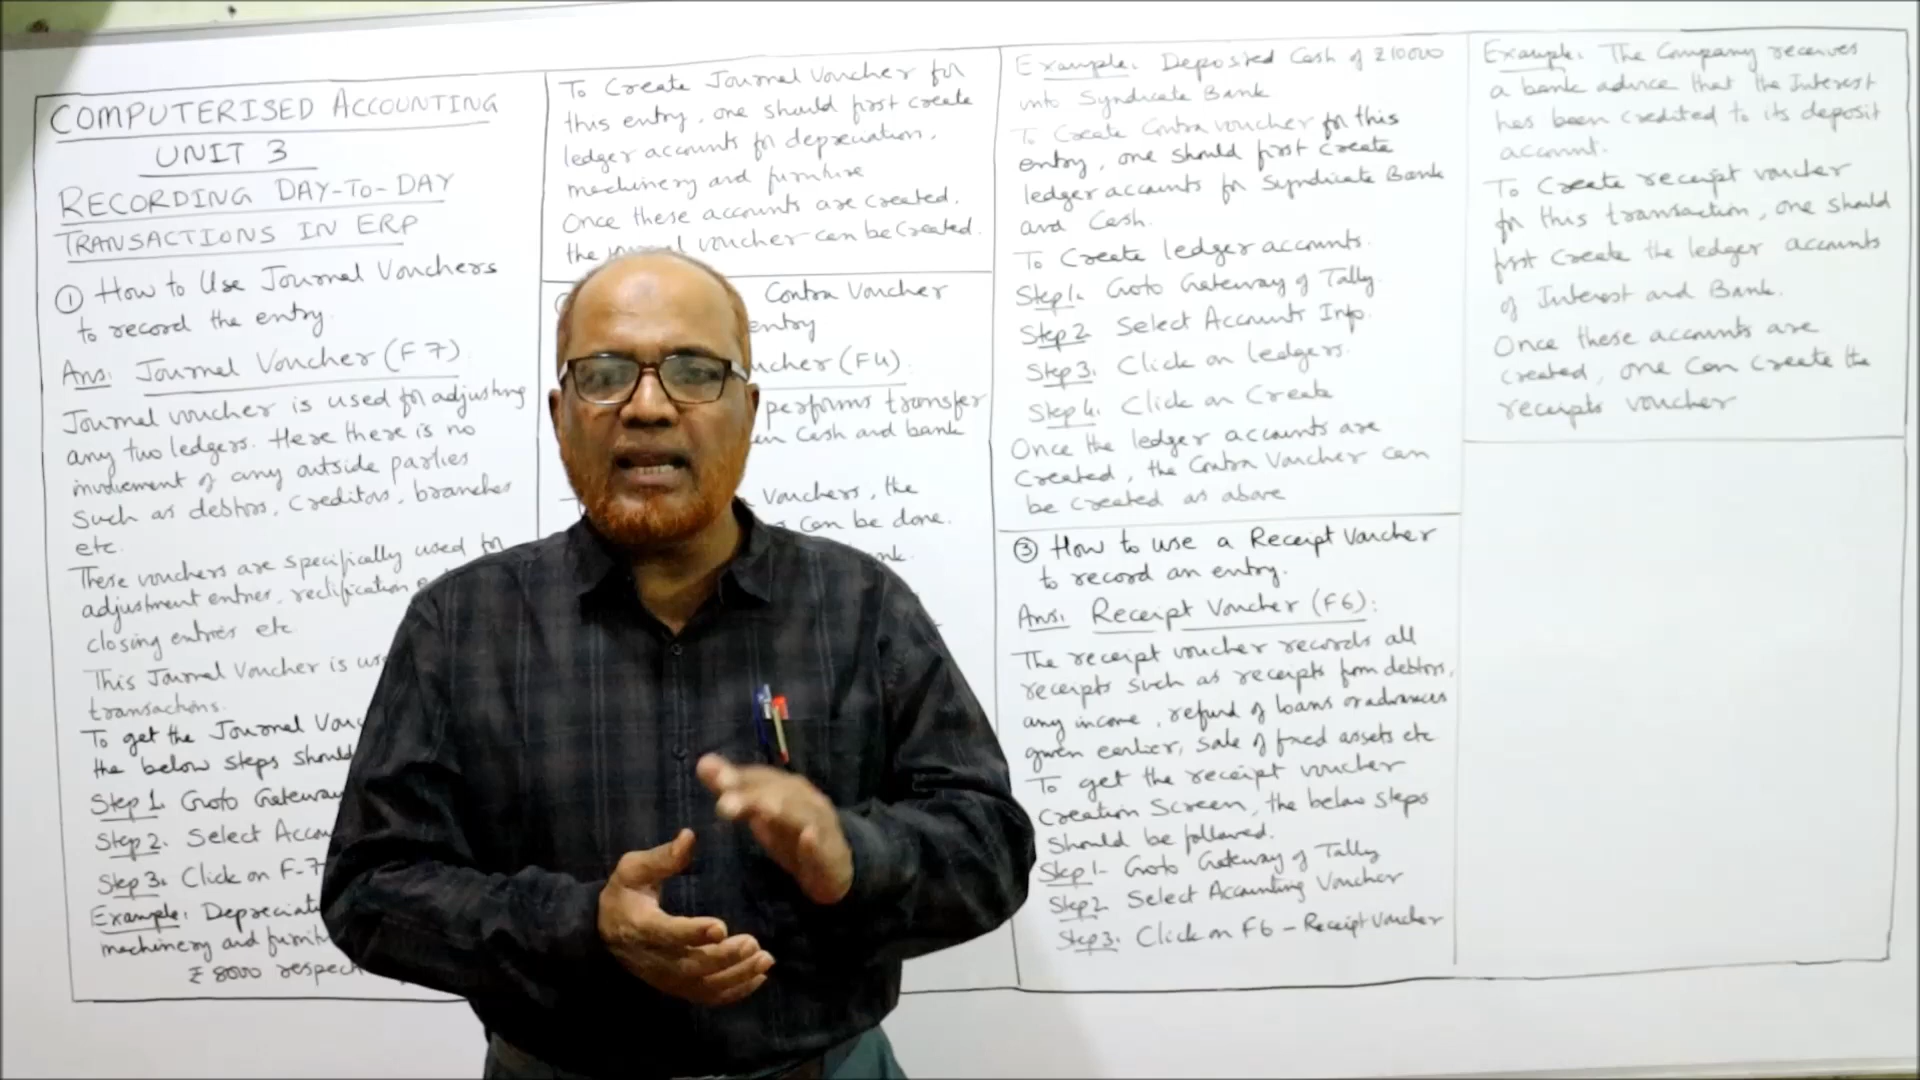 COMPUTERISED ACCOUNTING
UNIT 3
RECORDING DAY-TO-DAY
TRANSACTIONS IN ERP
① How to Use Journal Vouchers
to record the entry.
Ans: Journal Voucher (F7)
Journal voucher is used for adjusting
any two ledgers. Here there is no
involvement of any outside parties
such as debtors, creditors, branches
etc.
These vouchers are specifically used for
adjustment entries, rectification
closing entries etc
This Journal Voucher is
transactions.
To get the Journal
the below steps should
Step 1. Goto Gateway
Step 2. Select
Step 3. Click on F-7
Example:
machinery and
₹ 8000
To Create Journal Voucher for
this entry, one should first create
ledger accounts for depreciation,
machinery and furniture
Once these accounts are created,
the voucher can be created.
Contra Voucher
entry
(F4).
performs transfer
cash and bank
vouchers, the
can be done.
Example: Deposited Cash of ₹10000
into Syndicate Bank
To Create Contra voucher for this
entry, one should first create
ledger accounts for Syndicate Bank
and Cash.
To Create ledger accounts.
Step 1. Goto Gateway of Tally.
Step 2 Select Accounts Info.
Step 3. Click on ledgers.
Step 4. Click on Create
Once the ledger accounts are
created, the Contra Voucher can
be created as above
③ How to use a Receipt Voucher
to record an entry.
Ans: Receipt Voucher (F6):
The receipt voucher records all
receipts such as receipts from debtors,
any income, refund of loans or advances
given earlier, sale of fixed assets etc
To get the receipt voucher
creation Screen, the below steps
should be followed.
Step 1- Goto Gateway of Tally
Step 2 Select Accounting Voucher
Step 3. Click on F6 - Receipt Voucher
Example: The Company receives
a bank advice that the Interest
has been credited to its deposit
account.
To Create receipt voucher
for this transaction, one should
first create the ledger accounts
of Interest and Bank.
Once these accounts are
created, one can create the
receipts voucher